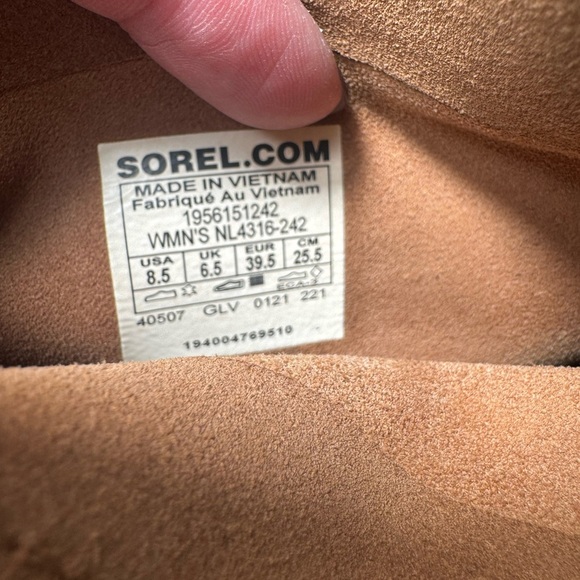 SOREL.COM
MADE IN VIETNAM
Fabriqué Au Vietnam
1956151242
WMN'S NL4316-242
USA UK EUR CM
8.5 6.5 39.5 25.5
40507 GLV 0121 221
194004769510